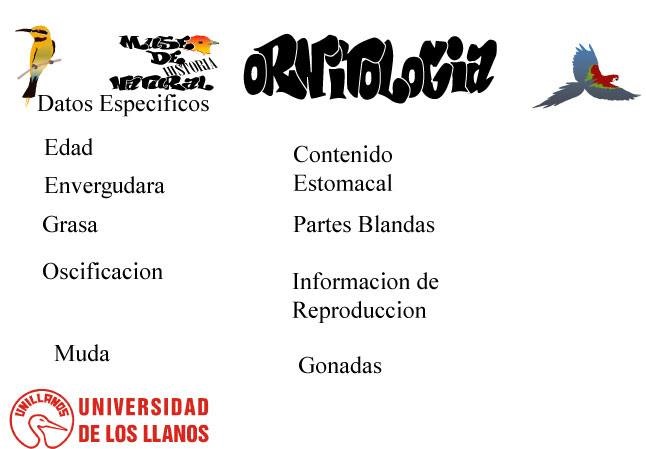 MUSEO
DE
HISTORIA
NATURAL
ORNITOLOGIA
Datos Especificos
Edad
Envergudara
Grasa
Oscificacion
Muda
Contenido
Estomacal
Partes Blandas
Informacion de
Reproduccion
Gonadas
UNILLANOS
UNIVERSIDAD
DE LOS LLANOS